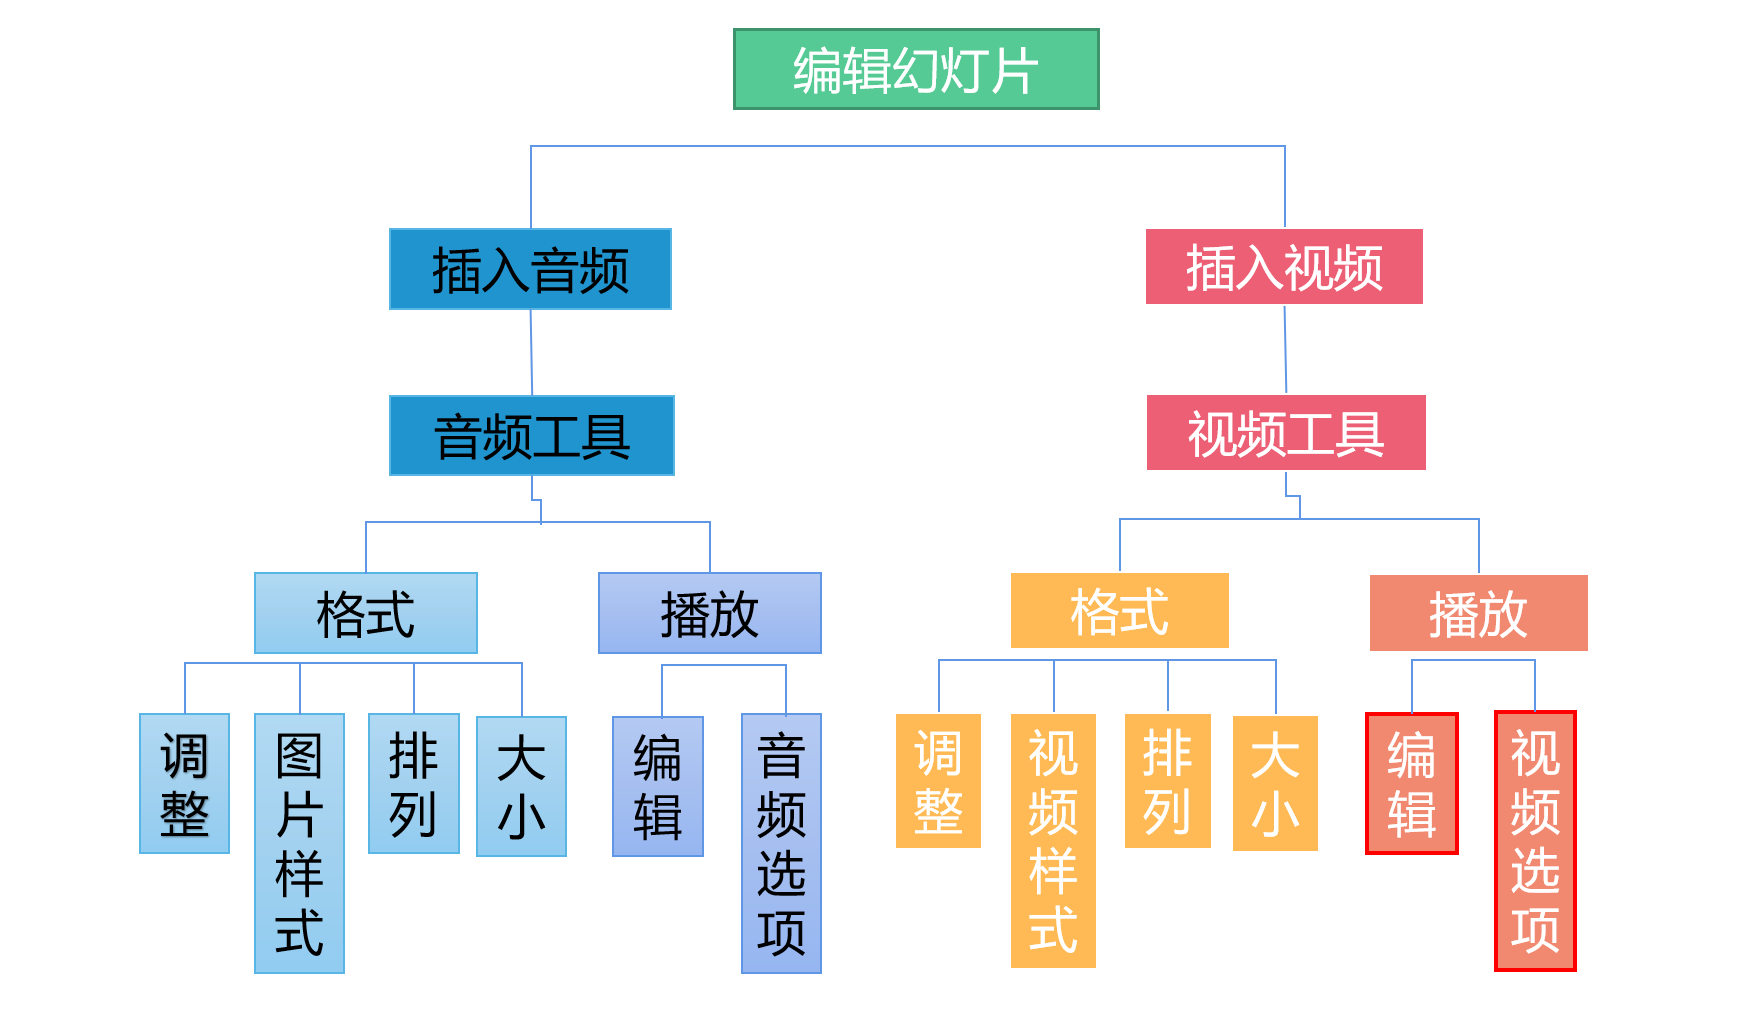 编辑幻灯片
插入音频
插入视频
音频工具
视频工具
格式
播放
格式
播放
调整
图片样式
排列
大小
编辑
音频选项
调整
视频样式
排列
大小
编辑
视频选项